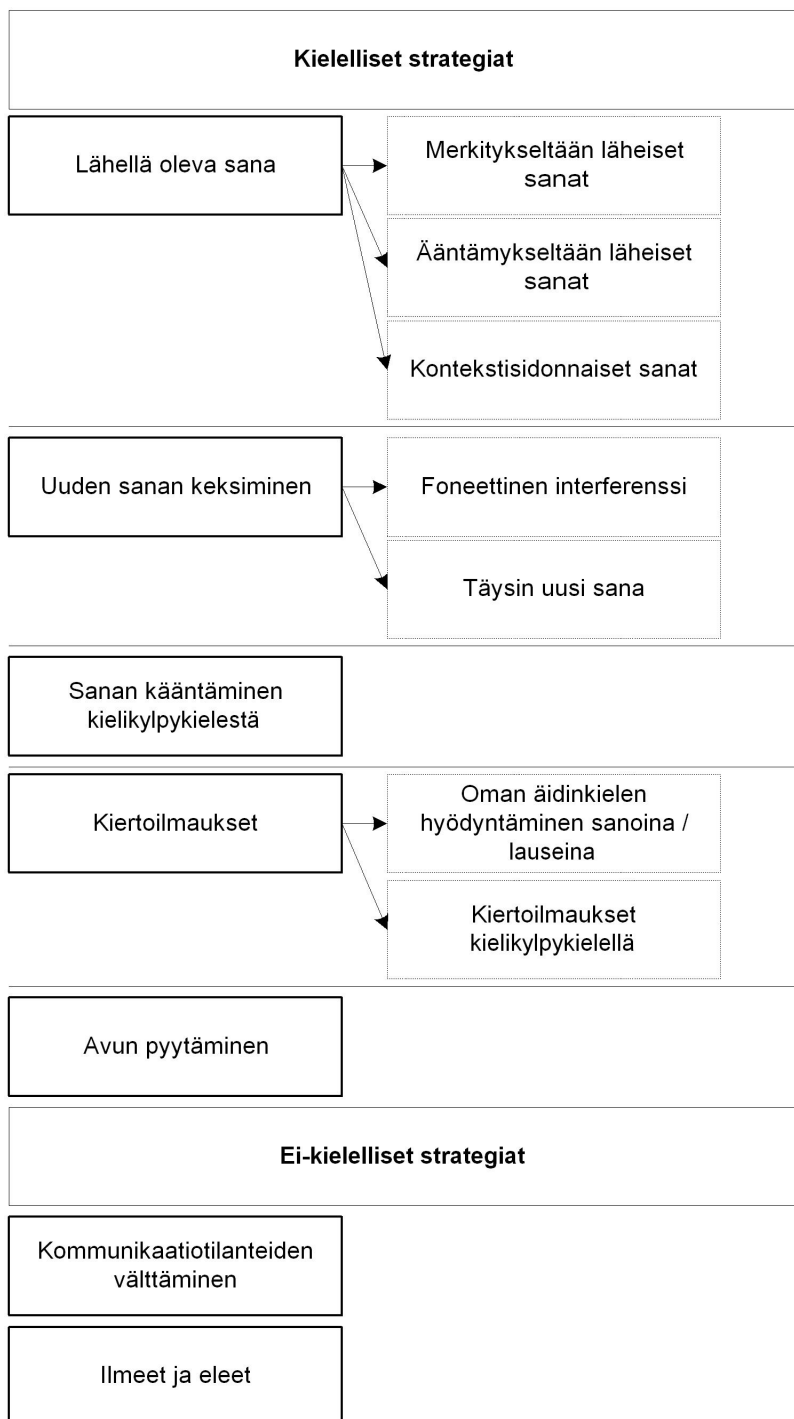 Kielelliset strategiat
Lähellä oleva sana
Merkitykseltään läheiset
sanat
Ääntämykseltään läheiset
sanat
Kontekstisidonnaiset sanat
Uuden sanan keksiminen
Foneettinen interferenssi
Täysin uusi sana
Sanan kääntäminen
kielikylpykielestä
Kiertoilmaukset
Oman äidinkielen
hyödyntäminen sanoina /
lauseina
Kiertoilmaukset
kielikylpykielellä
Avun pyytäminen
Ei-kielelliset strategiat
Kommunikaatiotilanteiden
välttäminen
Ilmeet ja eleet